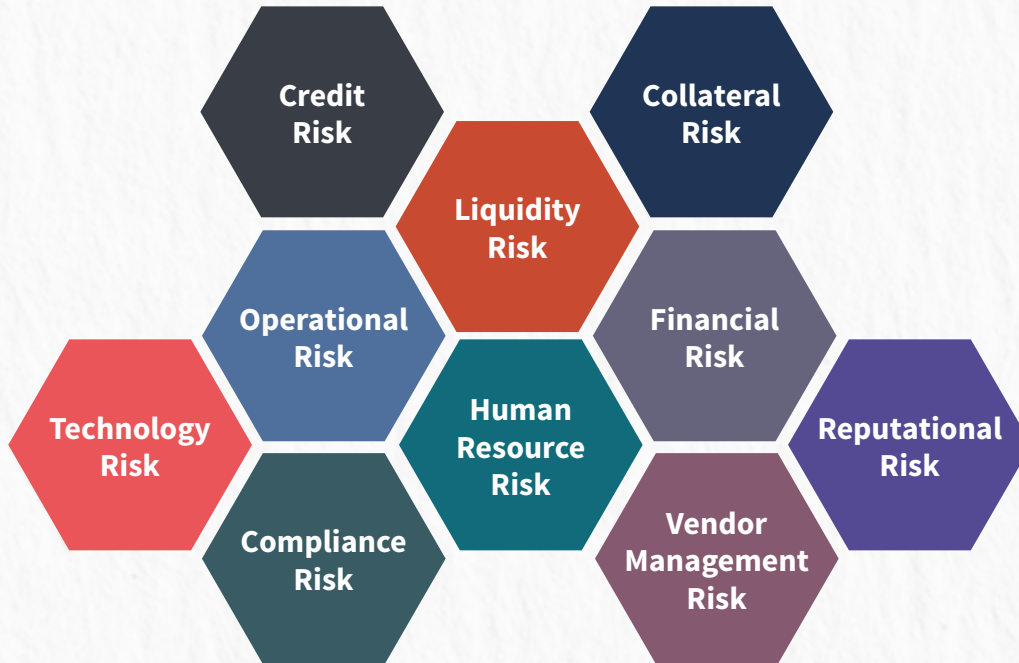 Credit
Risk
Collateral
Risk
Liquidity
Risk
Operational
Risk
Financial
Risk
Technology
Risk
Human
Resource
Risk
Reputational
Risk
Compliance
Risk
Vendor
Management
Risk